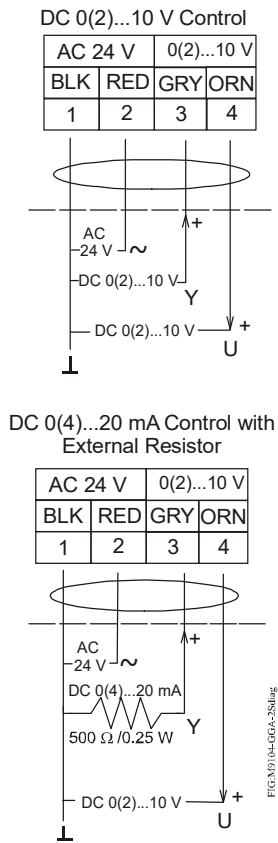 DC 0(2)...10 V Control
AC 24 V 0(2)...10 V
BLK RED GRY ORN
1 2 3 4
+
AC
24 V ~
DC 0(2)...10 V
Y
DC 0(2)...10 V +
U
DC 0(4)...20 mA Control with
External Resistor
AC 24 V 0(2)...10 V
BLK RED GRY ORN
1 2 3 4
+
AC
24 V ~
DC 0(4)...20 mA
Y
500 Ω /0.25 W
DC 0(2)...10 V +
U
FIG:M9104-GGA-2Sdiag